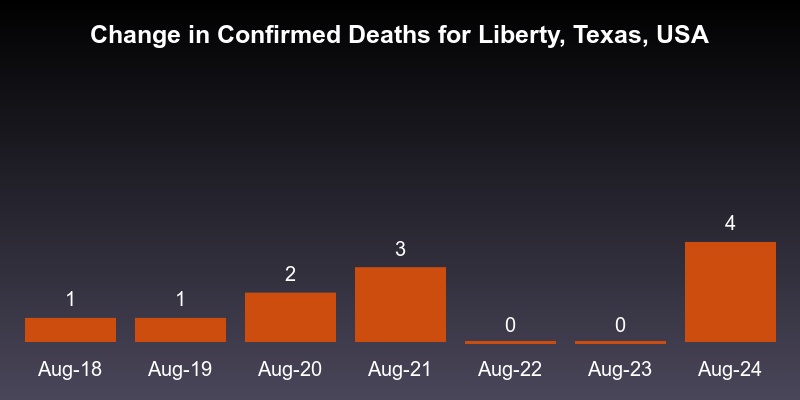 Change in Confirmed Deaths for Liberty, Texas, USA
1
1
2
3
0
0
4
Aug-18
Aug-19
Aug-20
Aug-21
Aug-22
Aug-23
Aug-24